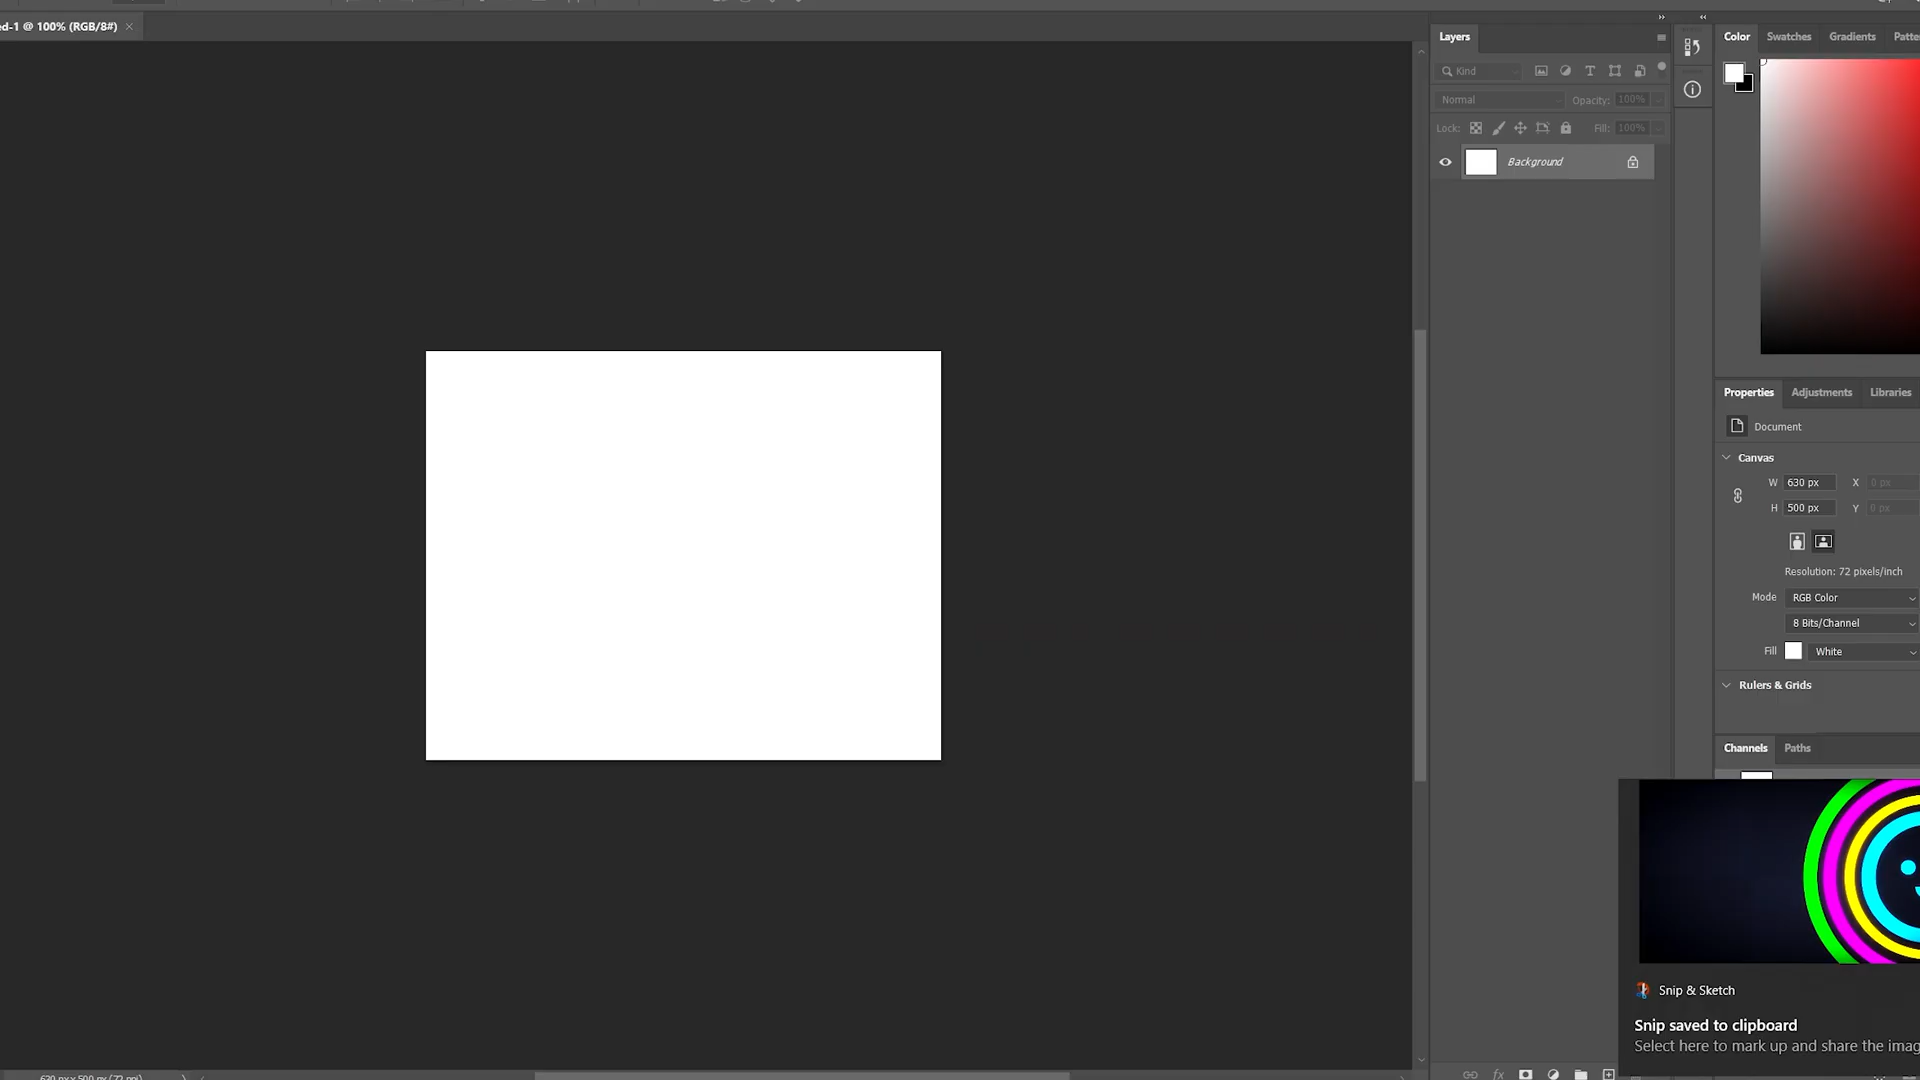 ed-1 @ 100% (RGB/8#)
Layers
Kind
Normal
Opacity: 100%
Lock:
Fill: 100%
Background
Color
Swatches
Gradients
Patte
Properties
Adjustments
Libraries
Document
Canvas
W 630 px X 0 px
H 500 px Y 0 px
Resolution: 72 pixels/inch
Mode RGB Color
8 Bits/Channel
Fill White
Rulers & Grids
Channels
Paths
Snip & Sketch
Snip saved to clipboard
Select here to mark up and share the imag
630 px x 500 px (72 ppi)
fx